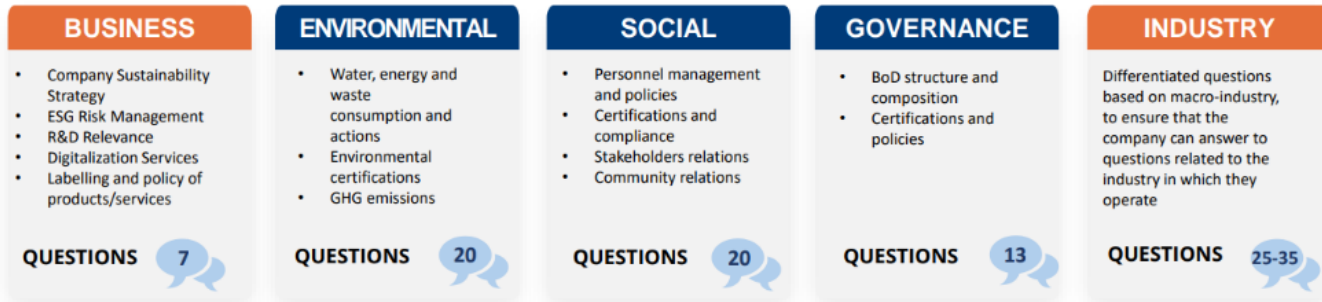 BUSINESS
• Company Sustainability
Strategy
• ESG Risk Management
• R&D Relevance
• Digitalization Services
• Labelling and policy of
products/services
QUESTIONS 7
ENVIRONMENTAL
• Water, energy and
waste
consumption and
actions
• Environmental
certifications
• GHG emissions
QUESTIONS 20
SOCIAL
• Personnel management
and policies
• Certifications and
compliance
• Stakeholders relations
• Community relations
QUESTIONS 20
GOVERNANCE
• BoD structure and
composition
• Certifications and
policies
QUESTIONS 13
INDUSTRY
Differentiated questions
based on macro-industry,
to ensure that the
company can answer to
questions related to the
industry in which they
operate
QUESTIONS 25-35